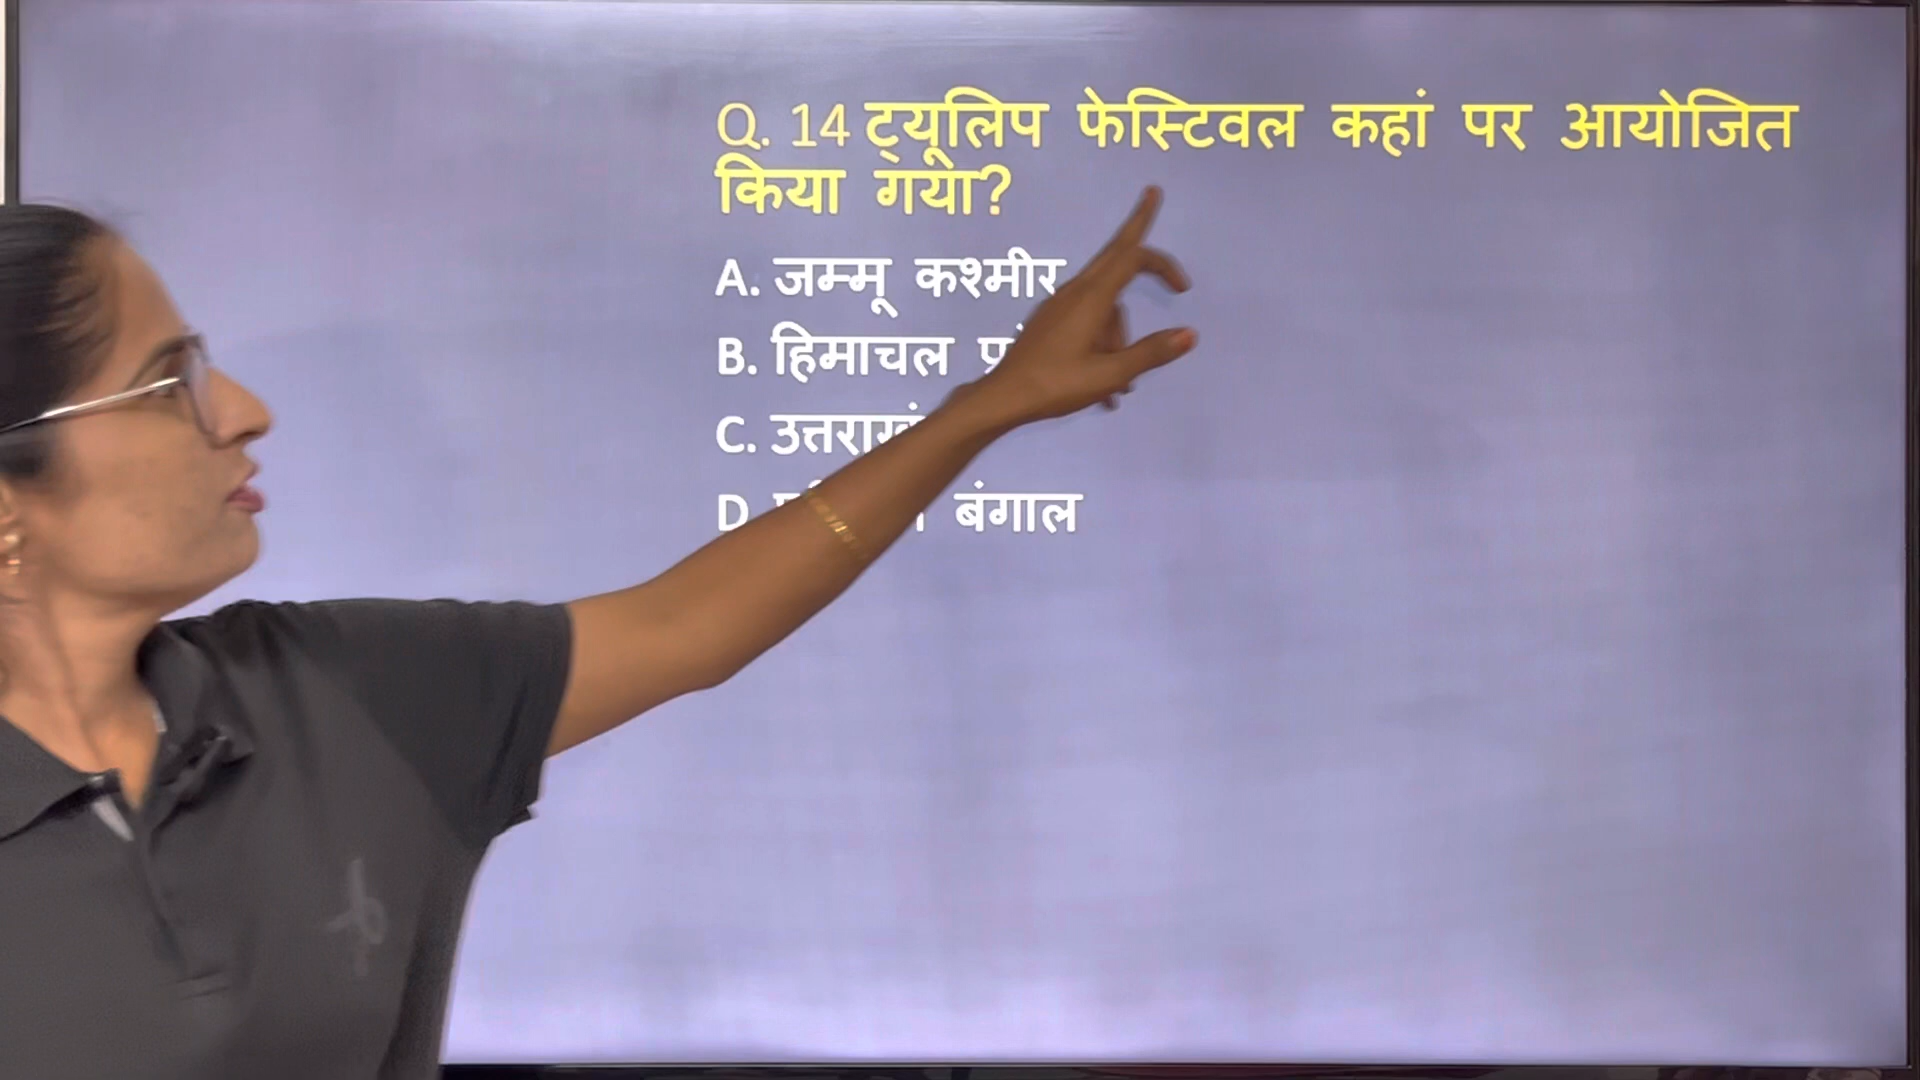 Q. 14 ट्यूलिप फेस्टिवल कहां पर आयोजित
किया गया?
A. जम्मू कश्मीर
B. हिमाचल
C.
D बंगाल